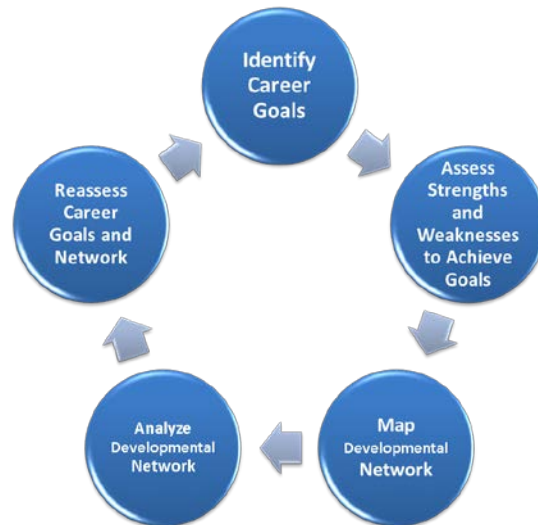 Identify
Career
Goals
Assess
Strengths
and
Weaknesses
to Achieve
Goals
Map
Developmental
Network
Analyze
Developmental
Network
Reassess
Career
Goals and
Network